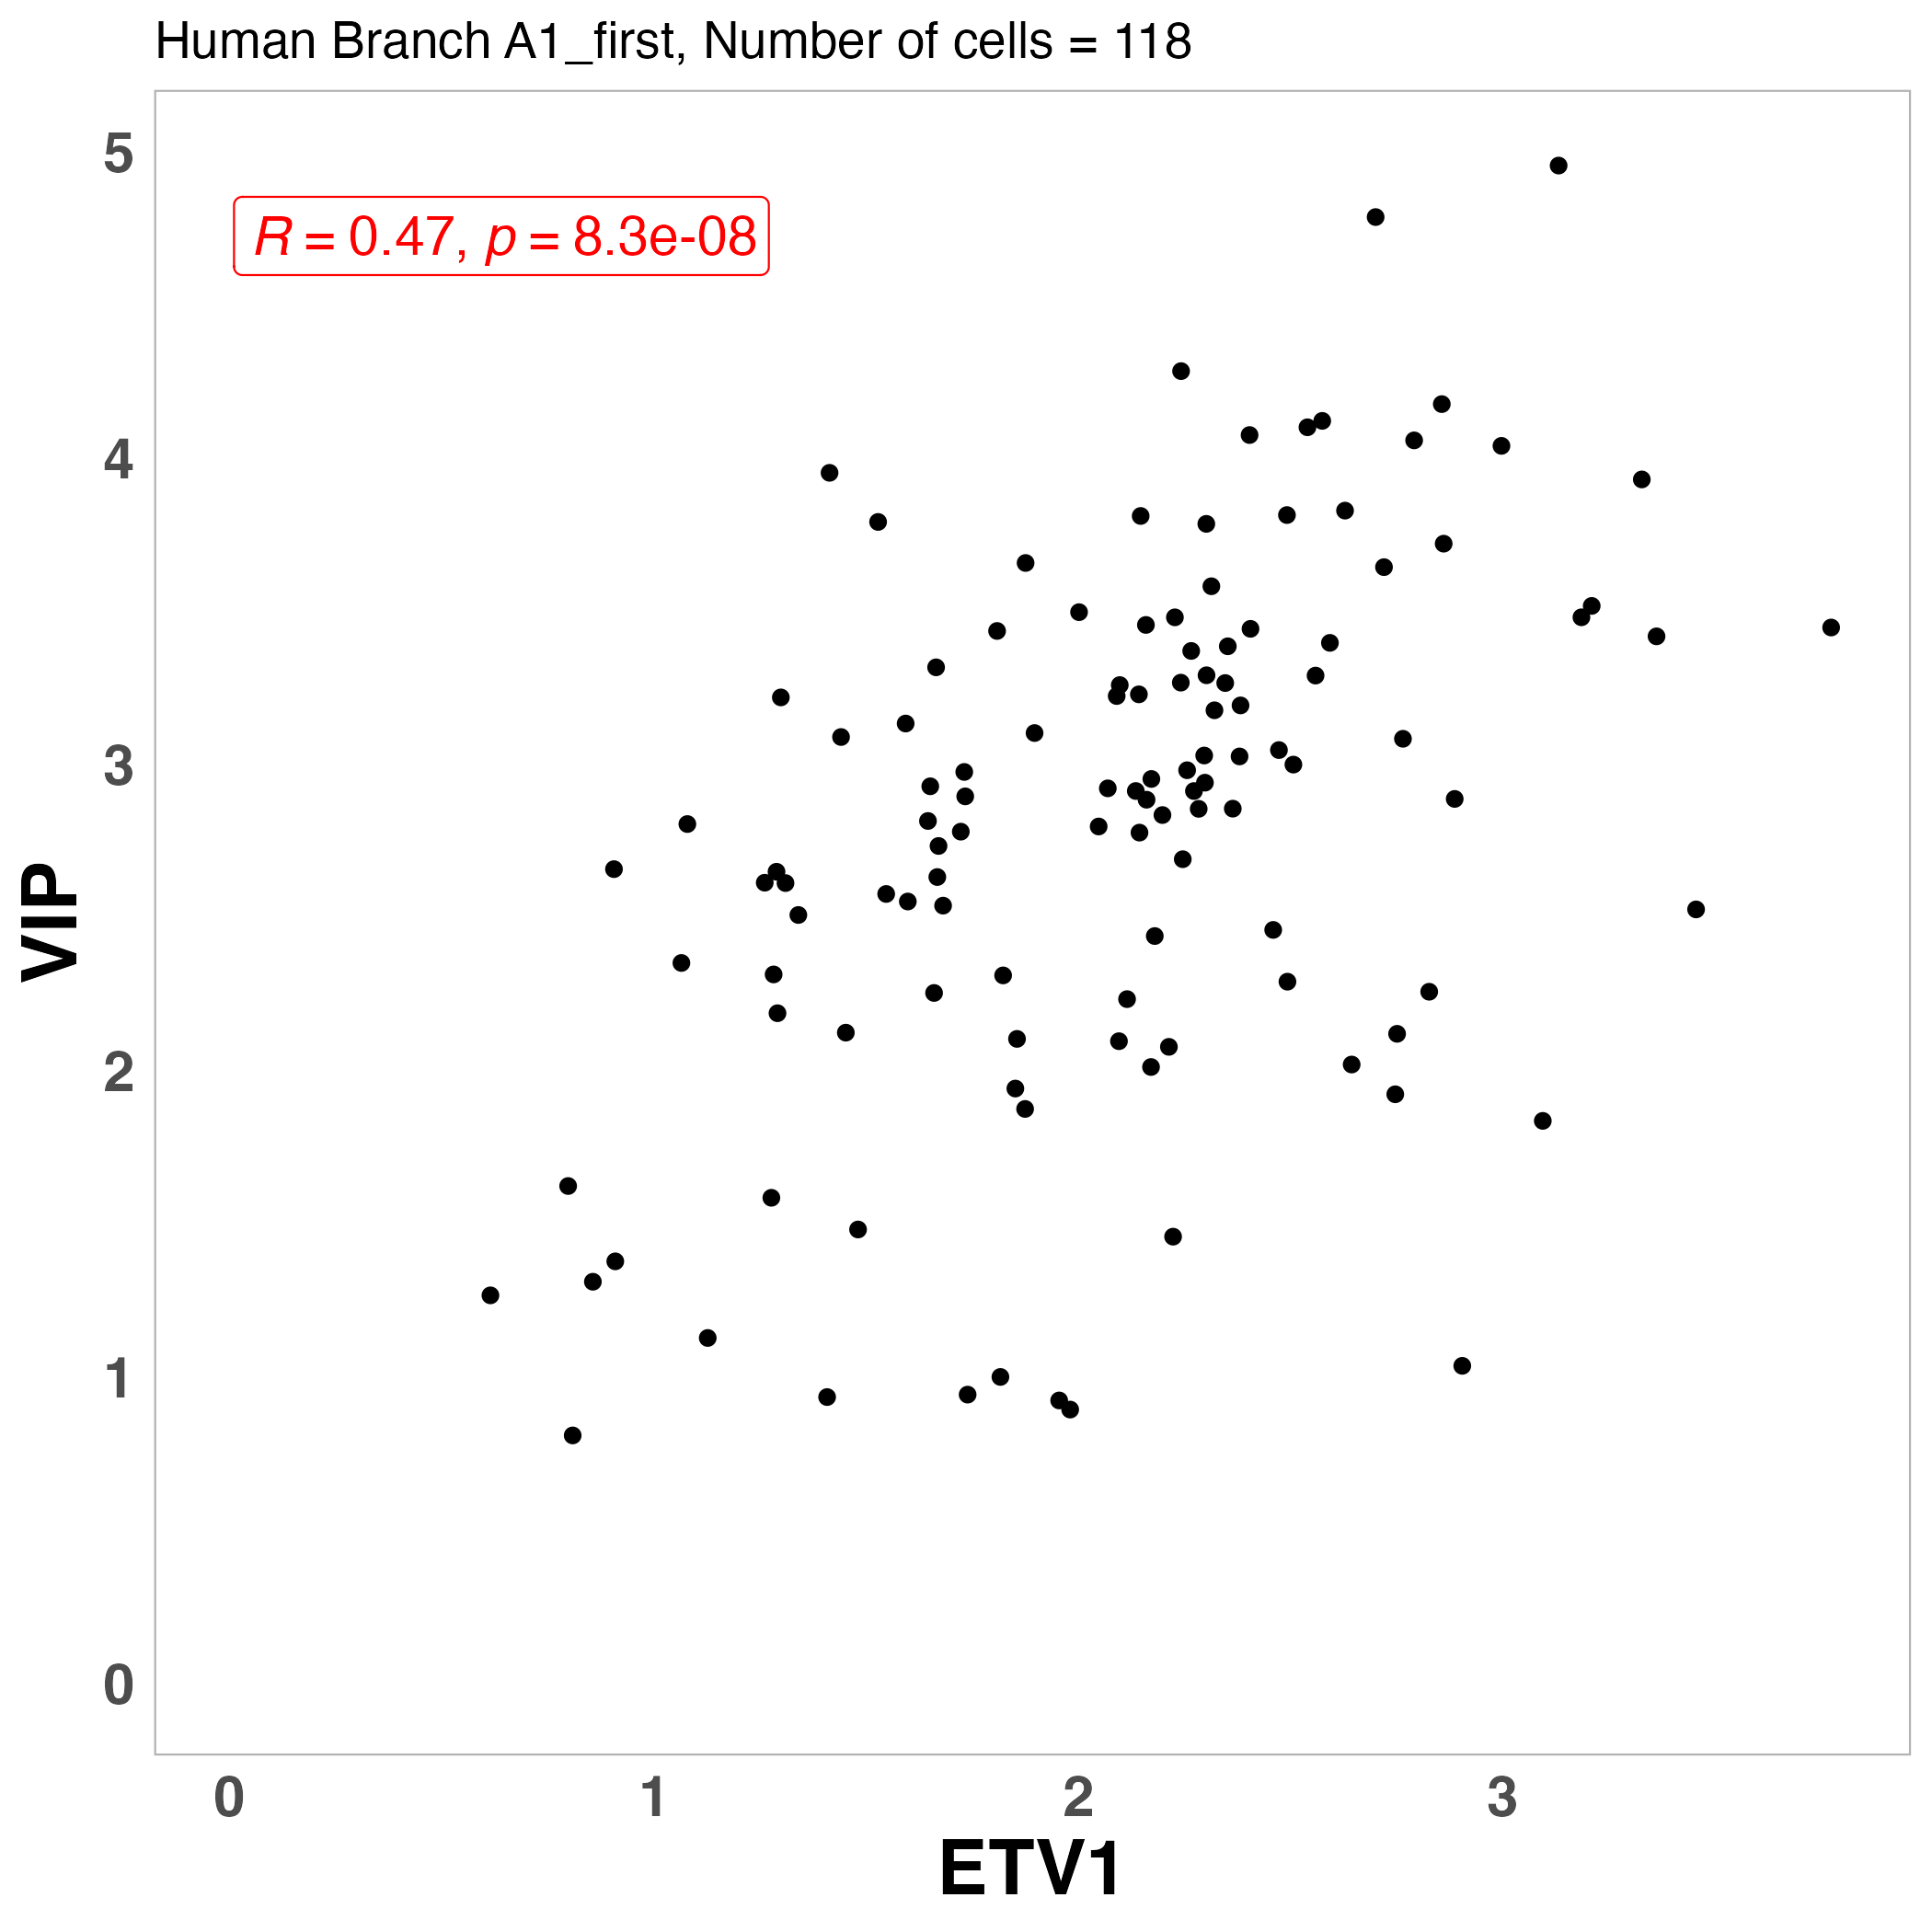 Human Branch A1_first, Number of cells = 118
5
R = 0.47, p = 8.3e-08
4
3
VIP
2
1
0
0 1 2 3
ETV1